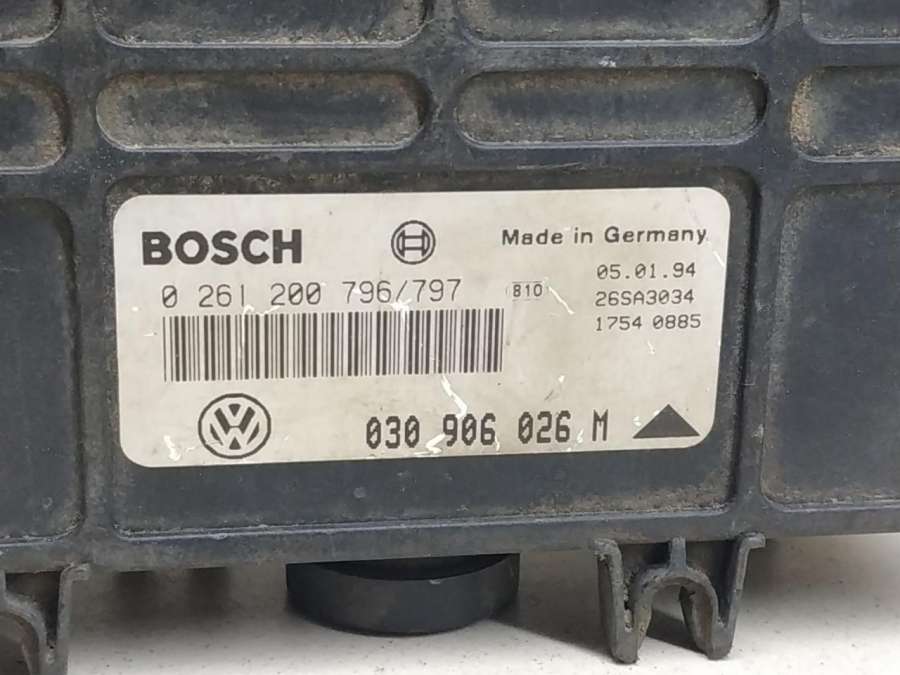 BOSCH
Made in Germany
0 261 200 796/797
810
05.01.94
26SA3034
1754 0885
VW
030 906 026 M